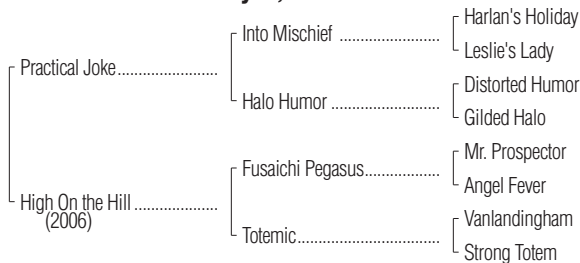 Practical Joke........................
High On the Hill....................
(2006)
Into Mischief ........................
Halo Humor ..........................
Fusaichi Pegasus..................
Totemic..................................
Harlan's Holiday
Leslie's Lady
Distorted Humor
Gilded Halo
Mr. Prospector
Angel Fever
Vanlandingham
Strong Totem